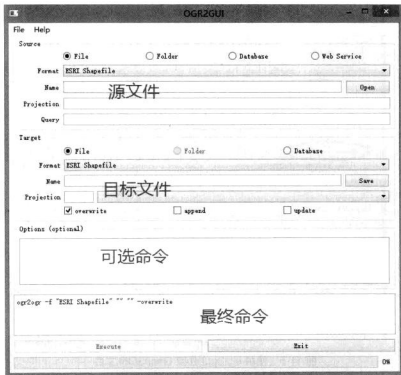 OGR2GUI
File Help
Source
File Folder Database Web Service
Format ESRI Shapefile
Name 源文件 Open
Projection
Query
Target
File Folder Database
Format ESRI Shapefile
Name Save
Projection 目标文件
overwrite append update
Options (optional)
可选命令
ogr2ogr -f "ESRI Shapefile" "" "" -overwrite
最终命令
Execute Exit
0%